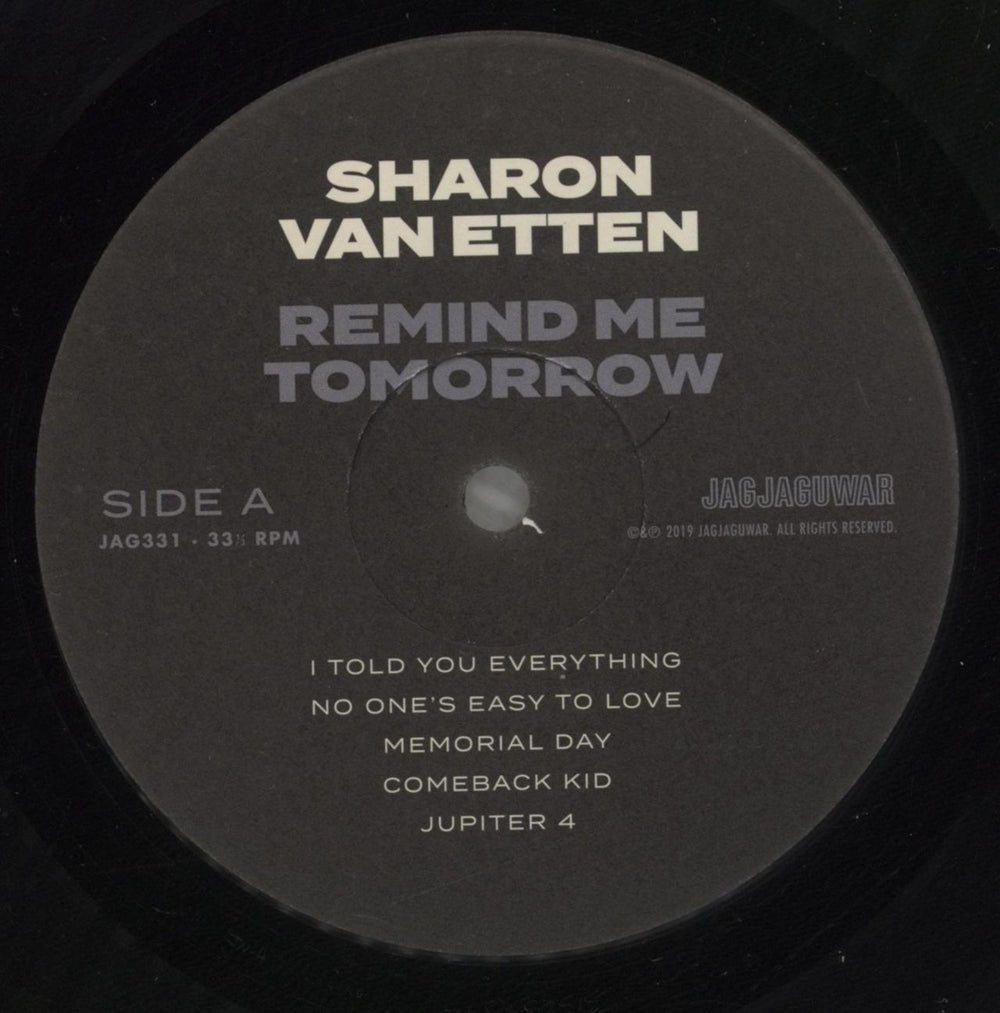 SHARON
VAN ETTEN
REMIND ME
TOMORROW
SIDE A
JAG331 • 33⅓ RPM
JAGJAGUWAR
©&℗ 2019 JAGJAGUWAR. ALL RIGHTS RESERVED.
I TOLD YOU EVERYTHING
NO ONE'S EASY TO LOVE
MEMORIAL DAY
COMEBACK KID
JUPITER 4